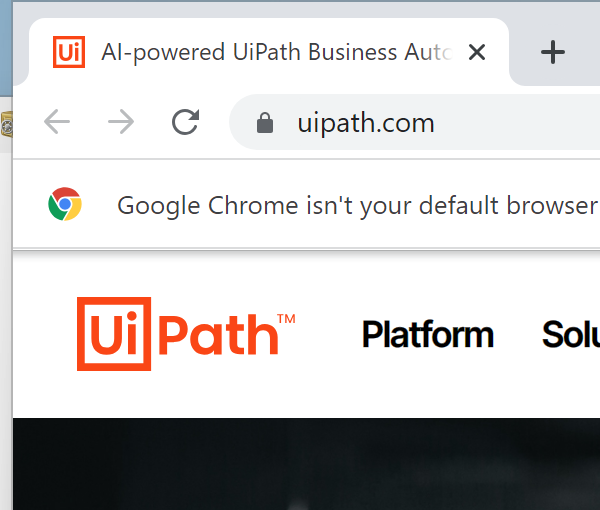 Ui AI-powered UiPath Business Auto
uipath.com
Google Chrome isn't your default browser
UiPath™ Platform Solu